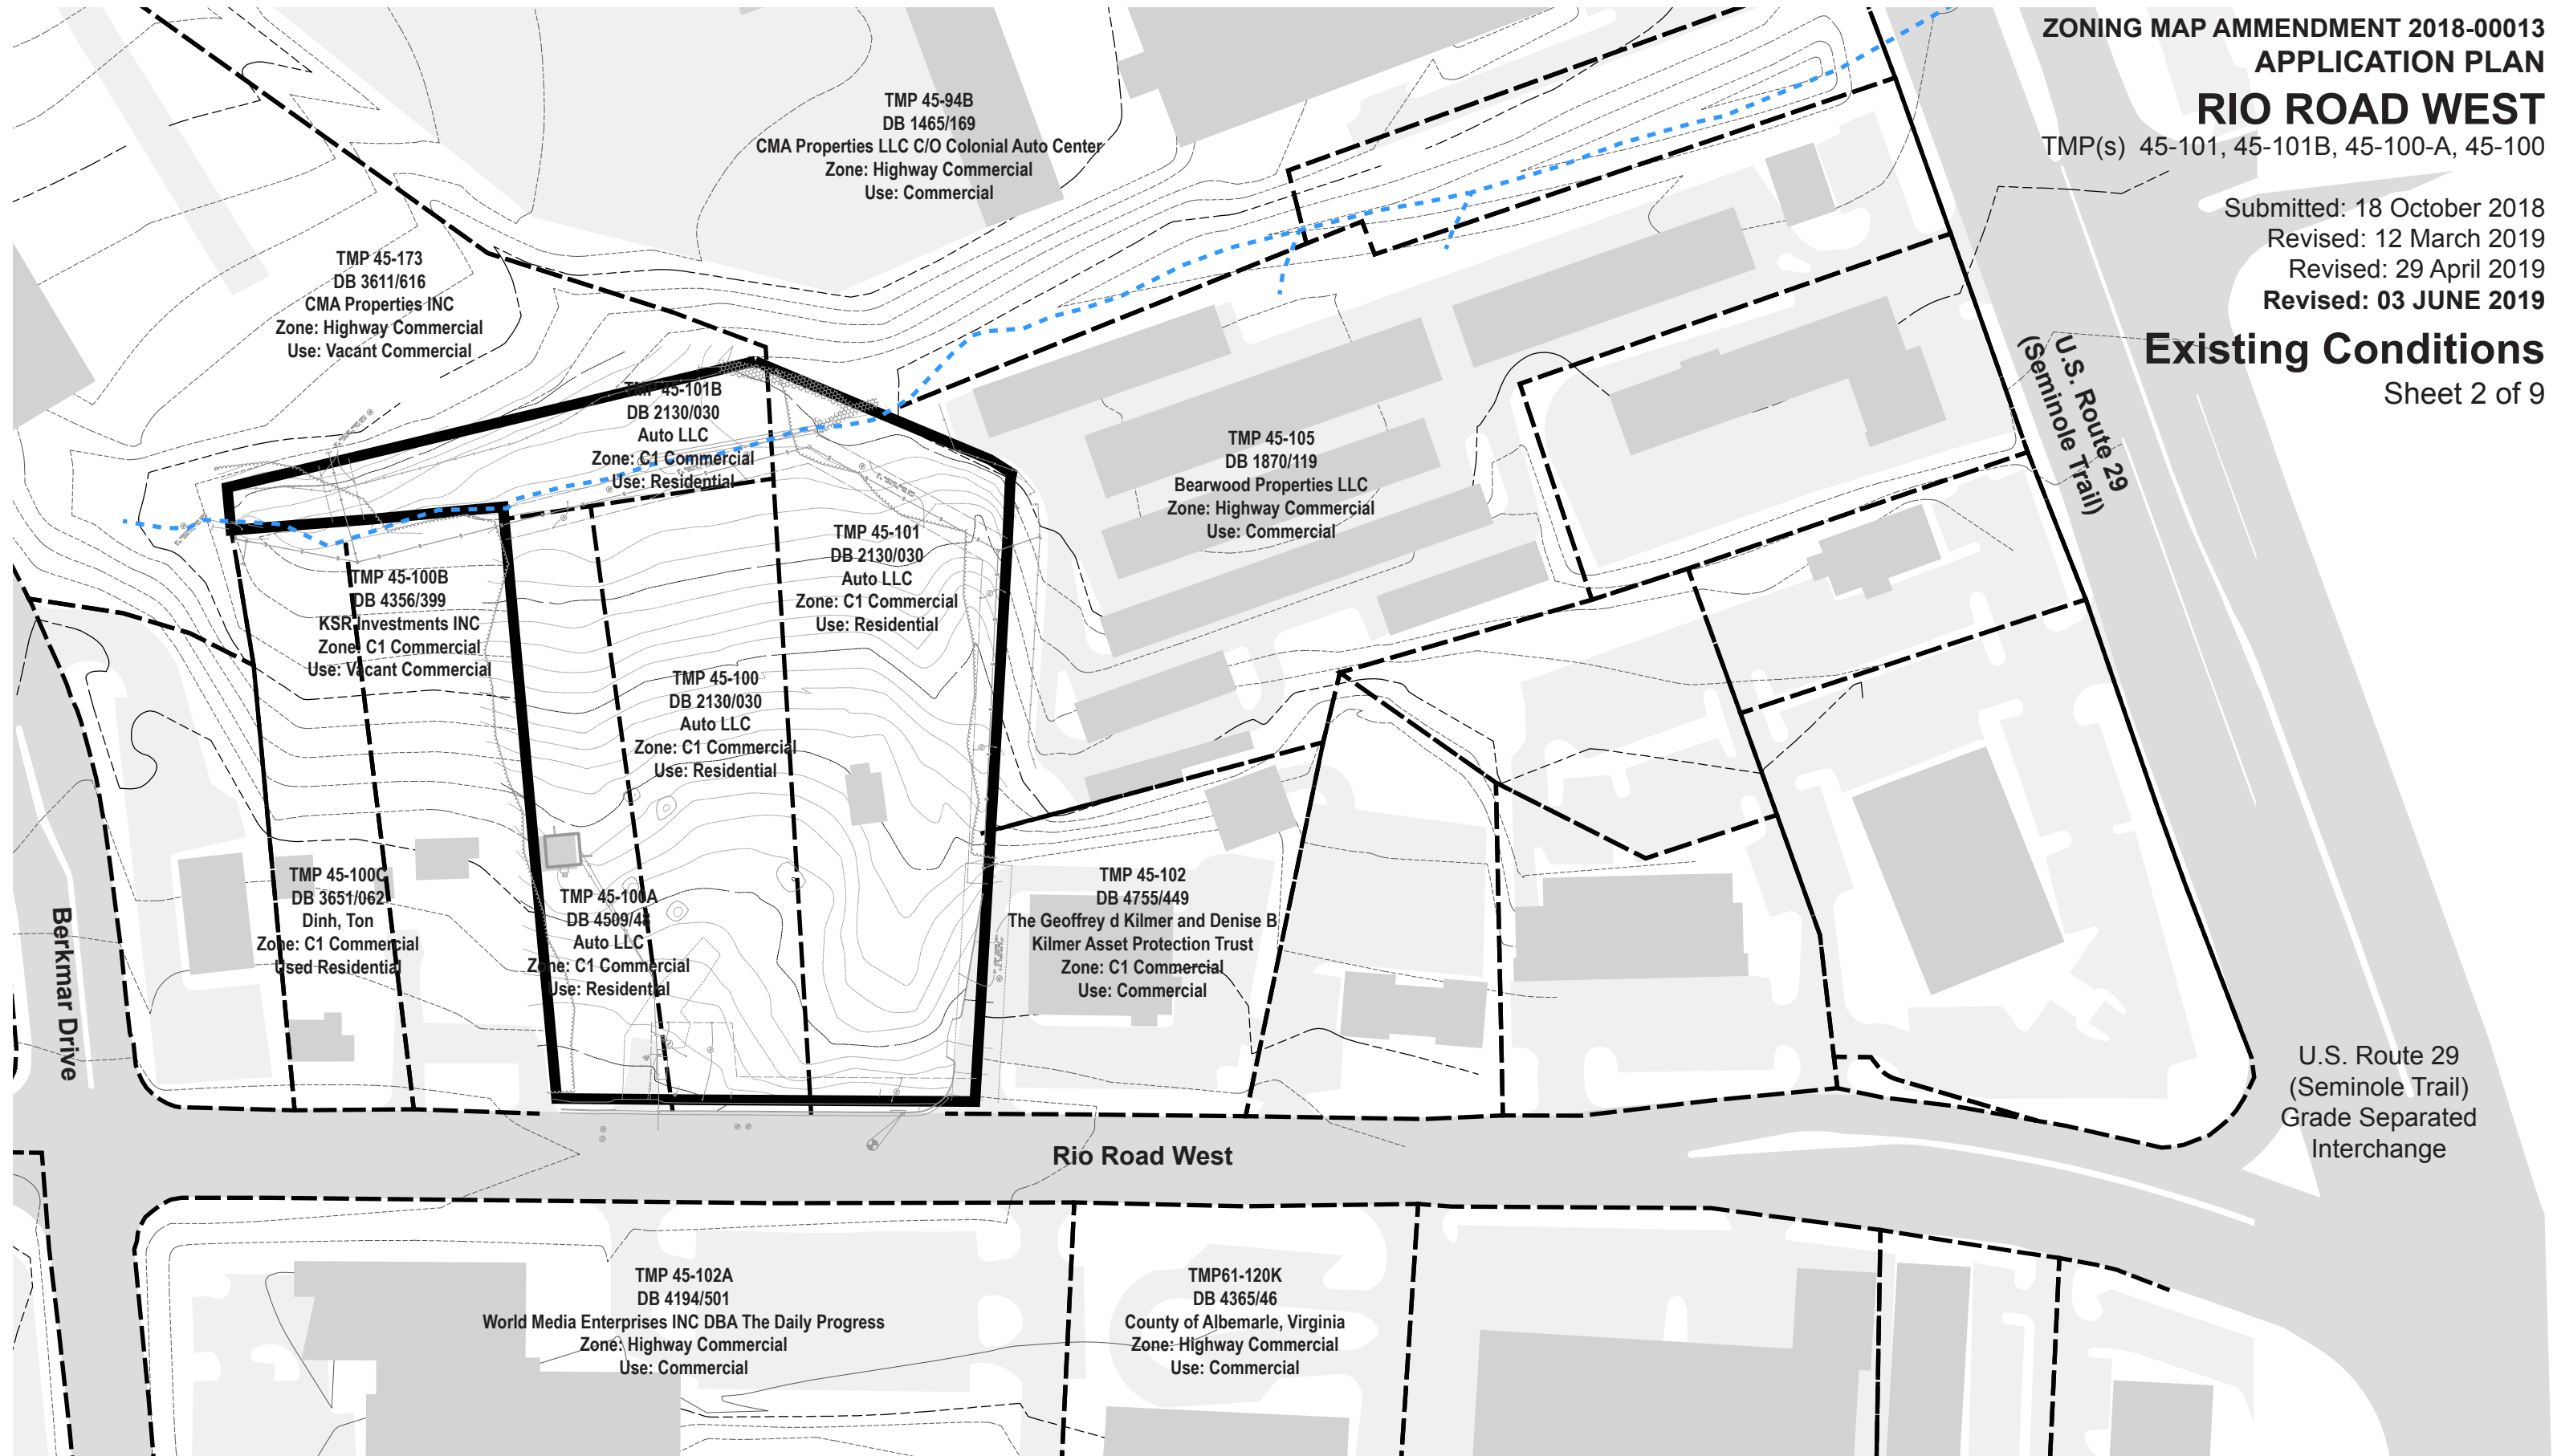 ZONING MAP AMMENDMENT 2018-00013
APPLICATION PLAN
RIO ROAD WEST
TMP(s) 45-101, 45-101B, 45-100-A, 45-100
Submitted: 18 October 2018
Revised: 12 March 2019
Revised: 29 April 2019
Revised: 03 JUNE 2019
Existing Conditions
Sheet 2 of 9
TMP 45-94B
DB 1465/169
CMA Properties LLC C/O Colonial Auto Center
Zone: Highway Commercial
Use: Commercial
TMP 45-173
DB 3611/616
CMA Properties INC
Zone: Highway Commercial
Use: Vacant Commercial
TMP 45-101B
DB 2130/030
Auto LLC
Zone: C1 Commercial
Use: Residential
TMP 45-105
DB 1870/119
Bearwood Properties LLC
Zone: Highway Commercial
Use: Commercial
U.S. Route 29
(Seminole Trail)
TMP 45-101
DB 2130/030
Auto LLC
Zone: C1 Commercial
Use: Residential
TMP 45-100B
DB 4356/399
KSR Investments INC
Zone: C1 Commercial
Use: Vacant Commercial
TMP 45-100
DB 2130/030
Auto LLC
Zone: C1 Commercial
Use: Residential
TMP 45-100C
DB 3651/062
Dinh, Ton
Zone: C1 Commercial
Used Residential
TMP 45-100A
DB 4509/48
Auto LLC
Zone: C1 Commercial
Use: Residential
TMP 45-102
DB 4755/449
The Geoffrey d Kilmer and Denise B
Kilmer Asset Protection Trust
Zone: C1 Commercial
Use: Commercial
Berkmar Drive
U.S. Route 29
(Seminole Trail)
Grade Separated
Interchange
Rio Road West
TMP 45-102A
DB 4194/501
World Media Enterprises INC DBA The Daily Progress
Zone: Highway Commercial
Use: Commercial
TMP61-120K
DB 4365/46
County of Albemarle, Virginia
Zone: Highway Commercial
Use: Commercial